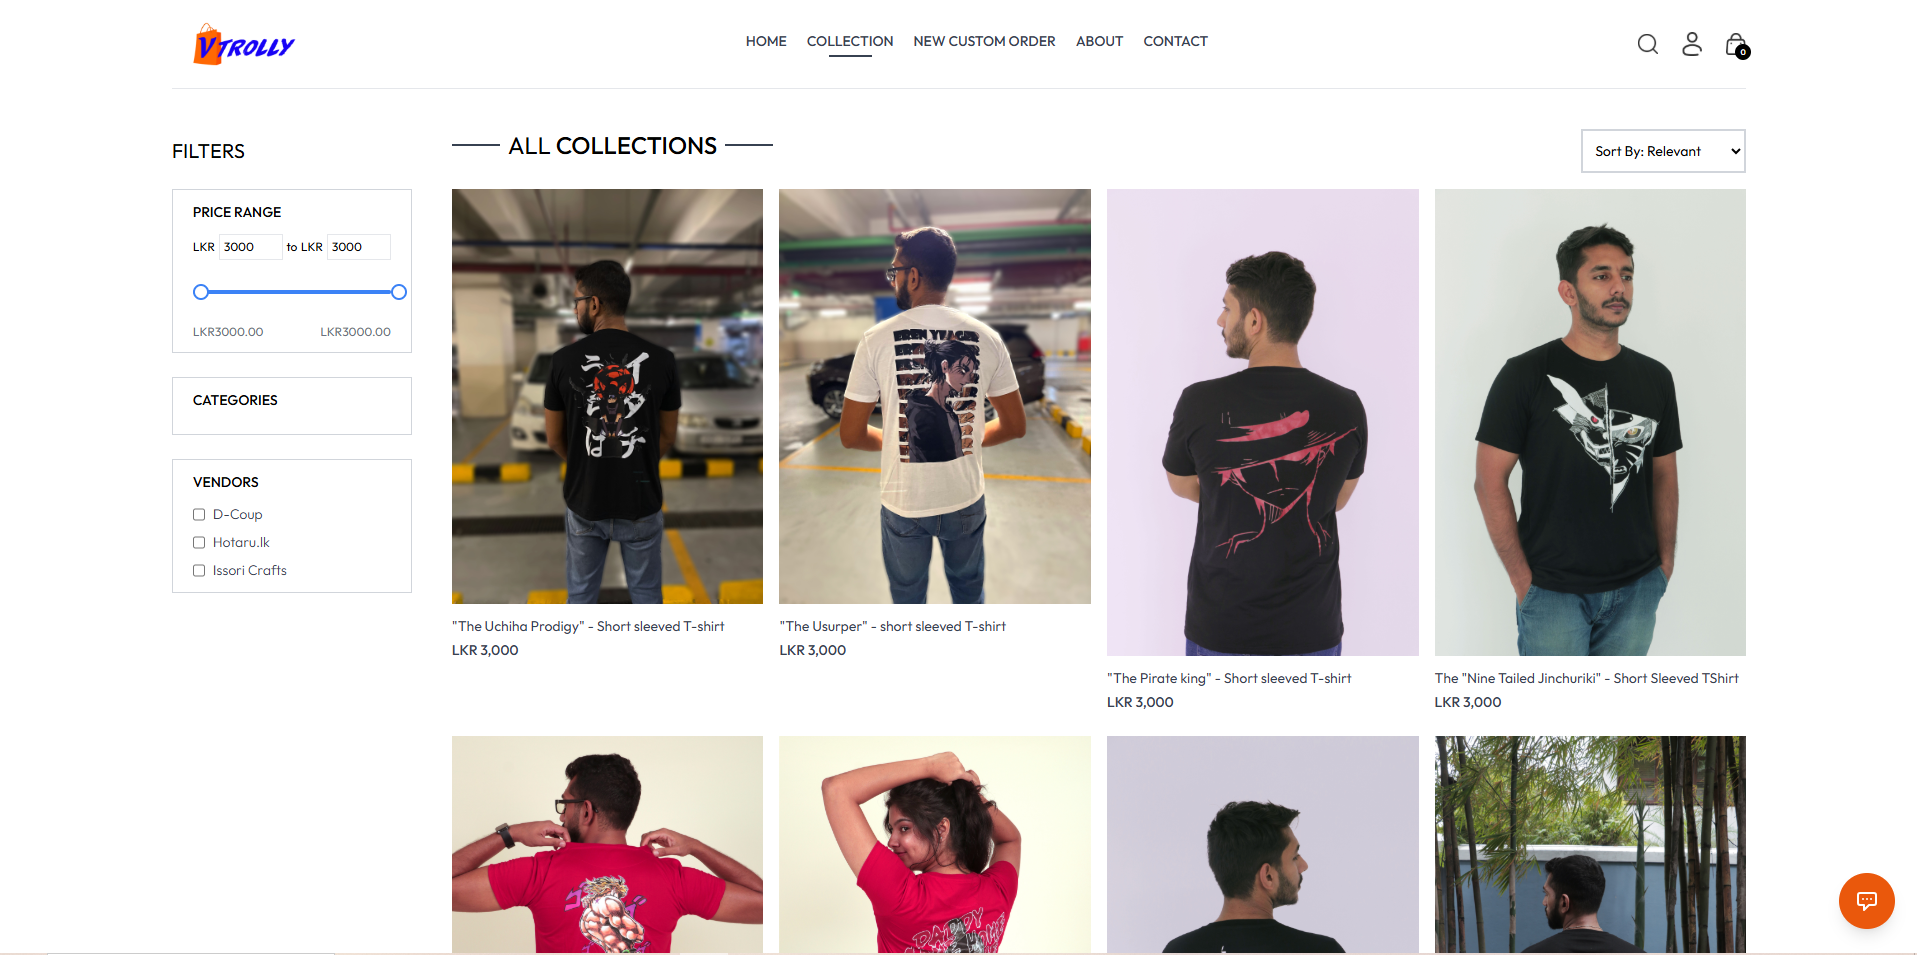 VTROLLY
HOME COLLECTION NEW CUSTOM ORDER ABOUT CONTACT
0
FILTERS
ALL COLLECTIONS
Sort By: Relevant
PRICE RANGE
LKR 3000 to LKR 3000
LKR3000.00 LKR3000.00
CATEGORIES
VENDORS
D-Coup
Hotaru.lk
Issori Crafts
"The Uchiha Prodigy" - Short sleeved T-shirt
LKR 3,000
"The Usurper" - short sleeved T-shirt
LKR 3,000
"The Pirate king" - Short sleeved T-shirt
LKR 3,000
The "Nine Tailed Jinchuriki" - Short Sleeved TShirt
LKR 3,000
DADDY